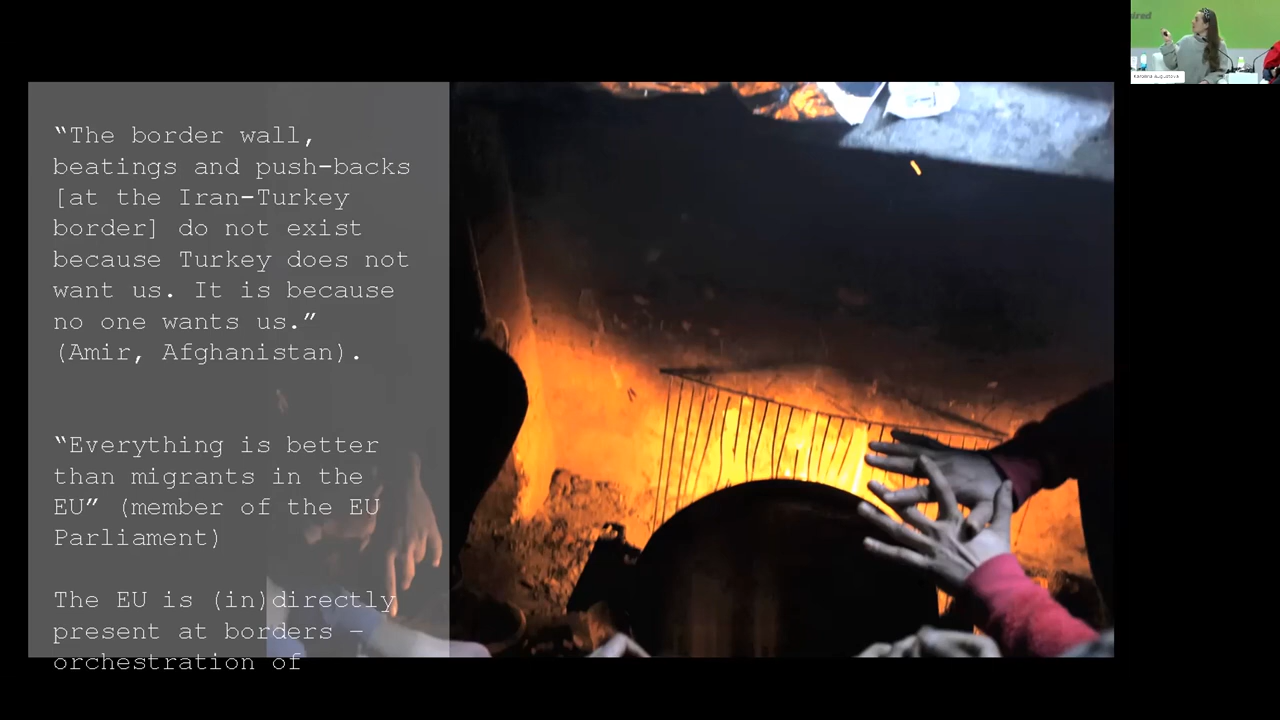 “The border wall,
beatings and push-backs
[at the Iran-Turkey
border] do not exist
because Turkey does not
want us. It is because
no one wants us.”
(Amir, Afghanistan).
“Everything is better
than migrants in the
EU” (member of the EU
Parliament)
The EU is (in)directly
present at borders –
orchestration of